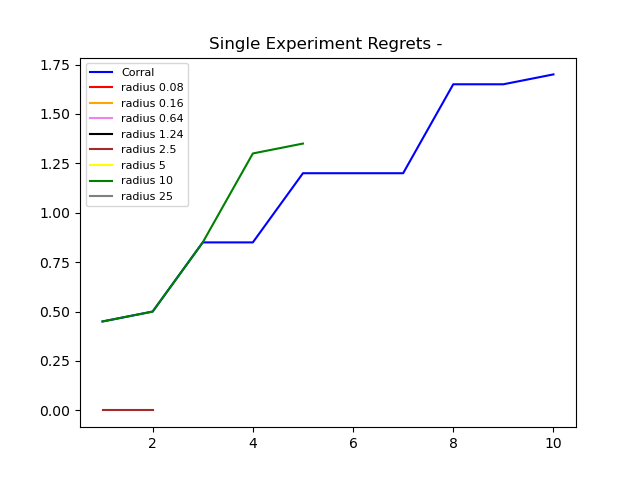 Single Experiment Regrets -
1.75
1.50
1.25
1.00
0.75
0.50
0.25
0.00
Corral
radius 0.08
radius 0.16
radius 0.64
radius 1.24
radius 2.5
radius 5
radius 10
radius 25
2 4 6 8 10